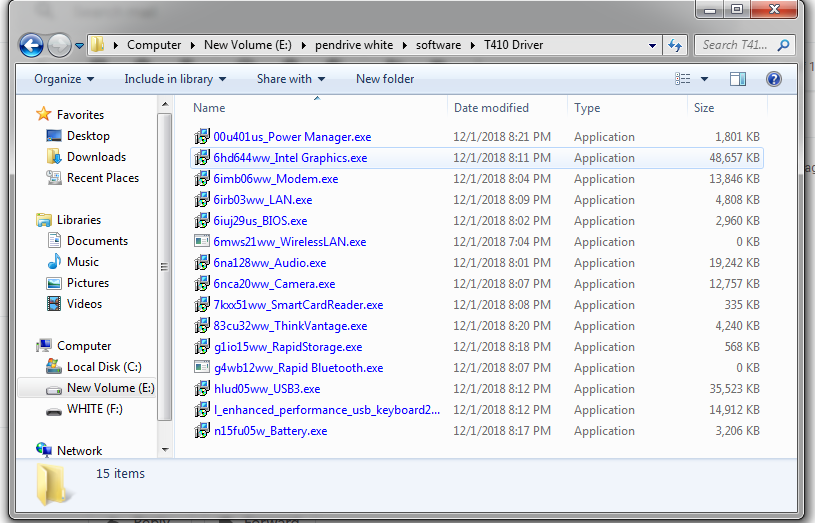 Computer ▸ New Volume (E:) ▸ pendrive white ▸ software ▸ T410 Driver
Search T41...
Organize Include in library Share with New folder
Favorites
Desktop
Downloads
Recent Places
Libraries
Documents
Music
Pictures
Videos
Computer
Local Disk (C:)
New Volume (E:)
WHITE (F:)
Network
Name Date modified Type Size
00u401us_Power Manager.exe 12/1/2018 8:21 PM Application 1,801 KB
6hd644ww_Intel Graphics.exe 12/1/2018 8:11 PM Application 48,657 KB
6imb06ww_Modem.exe 12/1/2018 8:04 PM Application 13,846 KB
6irb03ww_LAN.exe 12/1/2018 8:09 PM Application 4,808 KB
6iuj29us_BIOS.exe 12/1/2018 8:02 PM Application 2,960 KB
6mws21ww_WirelessLAN.exe 12/1/2018 7:04 PM Application 0 KB
6na128ww_Audio.exe 12/1/2018 8:01 PM Application 19,242 KB
6nca20ww_Camera.exe 12/1/2018 8:07 PM Application 12,757 KB
7kxx51ww_SmartCardReader.exe 12/1/2018 8:08 PM Application 335 KB
83cu32ww_ThinkVantage.exe 12/1/2018 8:20 PM Application 4,240 KB
g1io15ww_RapidStorage.exe 12/1/2018 8:18 PM Application 568 KB
g4wb12ww_Rapid Bluetooth.exe 12/1/2018 8:07 PM Application 0 KB
hlud05ww_USB3.exe 12/1/2018 8:12 PM Application 35,523 KB
l_enhanced_performance_usb_keyboard2... 12/1/2018 8:12 PM Application 14,912 KB
n15fu05w_Battery.exe 12/1/2018 8:17 PM Application 3,206 KB
15 items